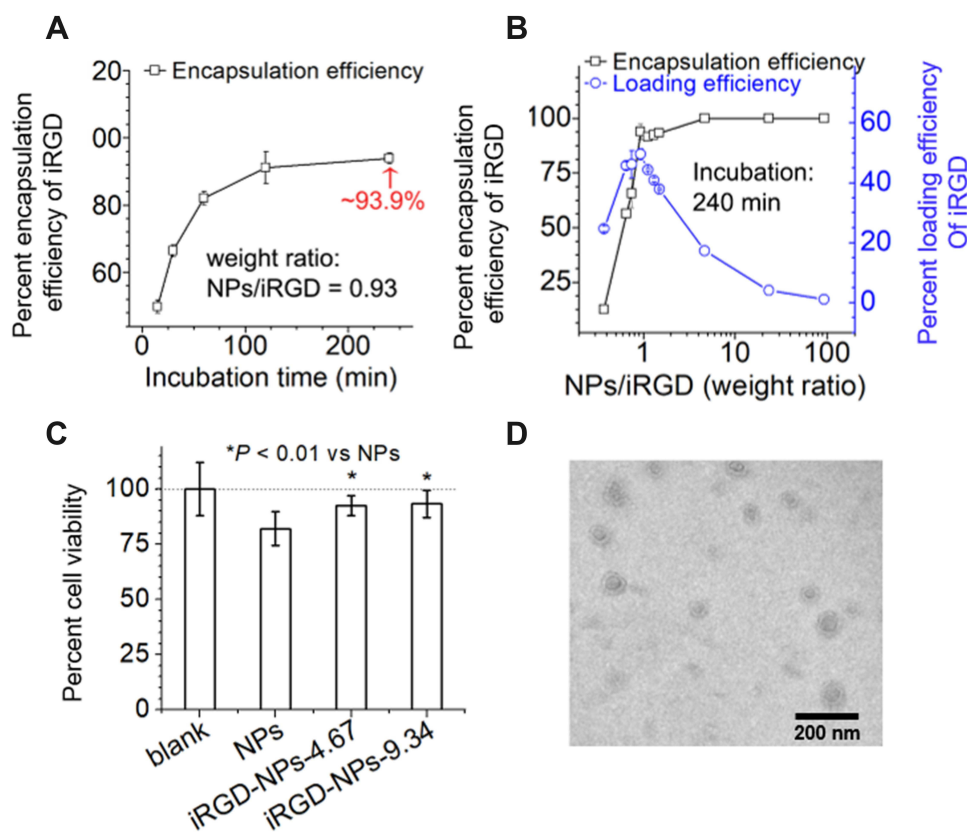 A
Percent encapsulation
efficiency of iRGD
20
00
80
60
Encapsulation efficiency
~93.9%
weight ratio:
NPs/iRGD = 0.93
0
100
200
Incubation time (min)
B
Percent encapsulation
efficiency of iRGD
100
75
50
25
Encapsulation efficiency
Loading efficiency
Incubation:
240 min
60
40
20
0
Percent loading efficiency
Of iRGD
1
10
100
NPs/iRGD (weight ratio)
C
Percent cell viability
100
75
50
25
0
*P < 0.01 vs NPs
*
*
blank
NPs
iRGD-NPs-4.67
iRGD-NPs-9.34
D
200 nm